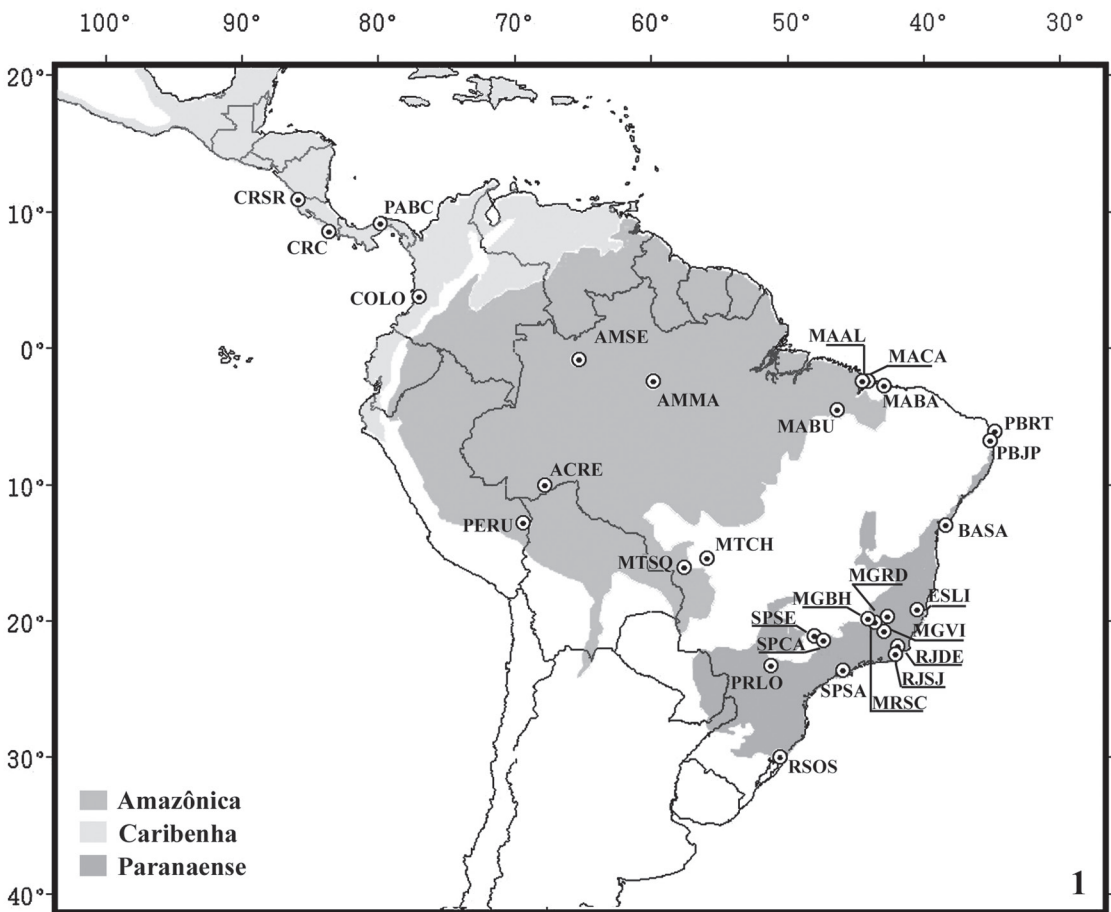 100° 90° 80° 70° 60° 50° 40° 30°
20°
10°
0°
10°
20°
30°
40°
CRSR
PABC
CRC
COLO
AMSE
MAAL
MACA
AMMA
MABA
MABU
PBRT
PBJP
ACRE
PERU
BASA
MTCH
MTSQ
MGRD
MGBH
ESLI
SPSE
MGVI
SPCA
RJDE
PRLO
SPSA
RJSJ
MRSC
RSOS
Amazônica
Caribenha
Paranaense
1